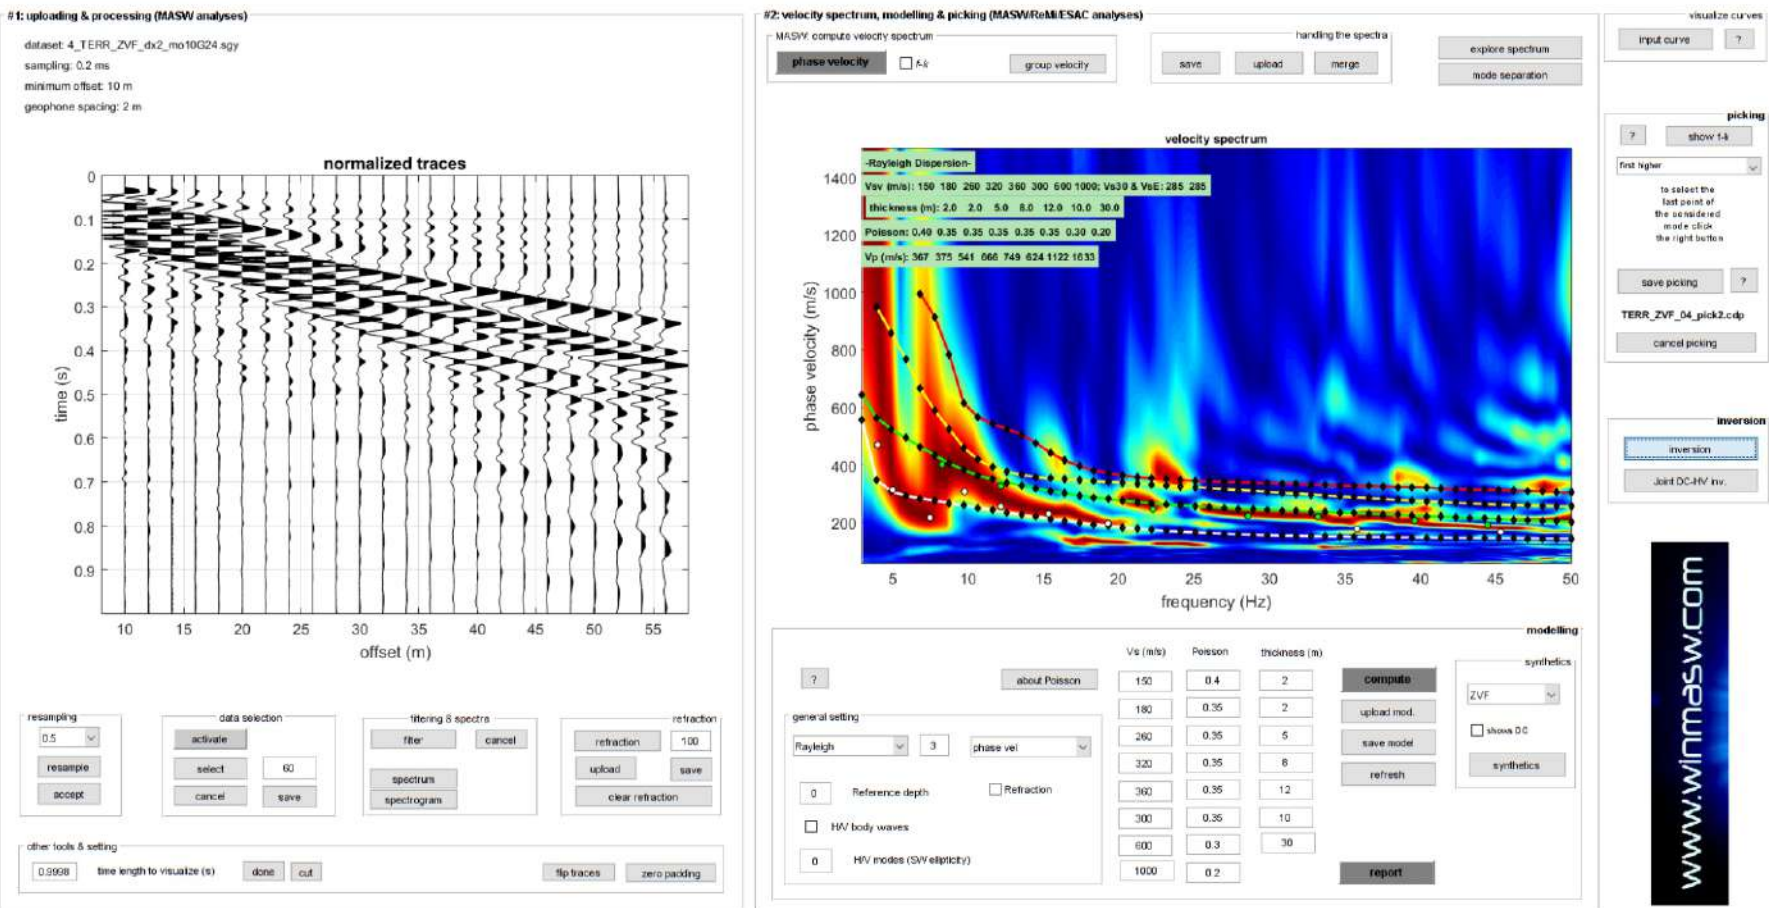 #1: uploading & processing (MASW analyses)
dataset: 4_TERR_ZVF_dx2_mo10G24.sgy
sampling: 0.2 ms
minimum offset: 10 m
geophone spacing: 2 m
normalized traces
0
0.1
0.2
0.3
0.4
0.5
0.6
0.7
0.8
0.9
time (s)
10 15 20 25 30 35 40 45 50 55
offset (m)
resampling
0.5
resample
accept
data selection
activate
select 60
cancel save
filtering & spectra
filter cancel
spectrum
spectrogram
refraction
refraction 100
upload save
clear refraction
other tools & setting
0.9998 time length to visualize (s) done cut flip traces zero padding
#2: velocity spectrum, modelling & picking (MASW/ReMi/ESAC analyses)
MASW: compute velocity spectrum
phase velocity f-k group velocity
handling the spectra
save upload merge
explore spectrum
mode separation
velocity spectrum
-Rayleigh Dispersion-
Vsv (m/s): 150 180 260 320 360 300 600 1000; Vs30 & VsE: 285 285
thickness (m): 2.0 2.0 5.0 8.0 12.0 10.0 30.0
Poisson: 0.40 0.35 0.35 0.35 0.35 0.35 0.30 0.20
Vp (m/s): 367 375 541 666 749 624 1122 1633
1400
1200
1000
800
600
400
200
phase velocity (m/s)
5 10 15 20 25 30 35 40 45 50
frequency (Hz)
modelling
? about Poisson
general setting
Rayleigh 3 phase vel
0 Reference depth Refraction
H/V body waves
0 H/V modes (SW ellipticity)
Vs (m/s) Poisson thickness (m)
150 0.4 2
180 0.35 2
260 0.35 5
320 0.35 8
360 0.35 12
300 0.35 10
600 0.3 30
1000 0.2
compute
upload mod.
save model
refresh
report
synthetics
ZVF
shows DC
synthetics
visualize curves
input curve ?
picking
? show f-k
first higher
to select the
last point of
the considered
mode click
the right button
save picking ?
TERR_ZVF_04_pick2.cdp
cancel picking
inversion
inversion
Joint DC-HV inv.
www.winmasw.com